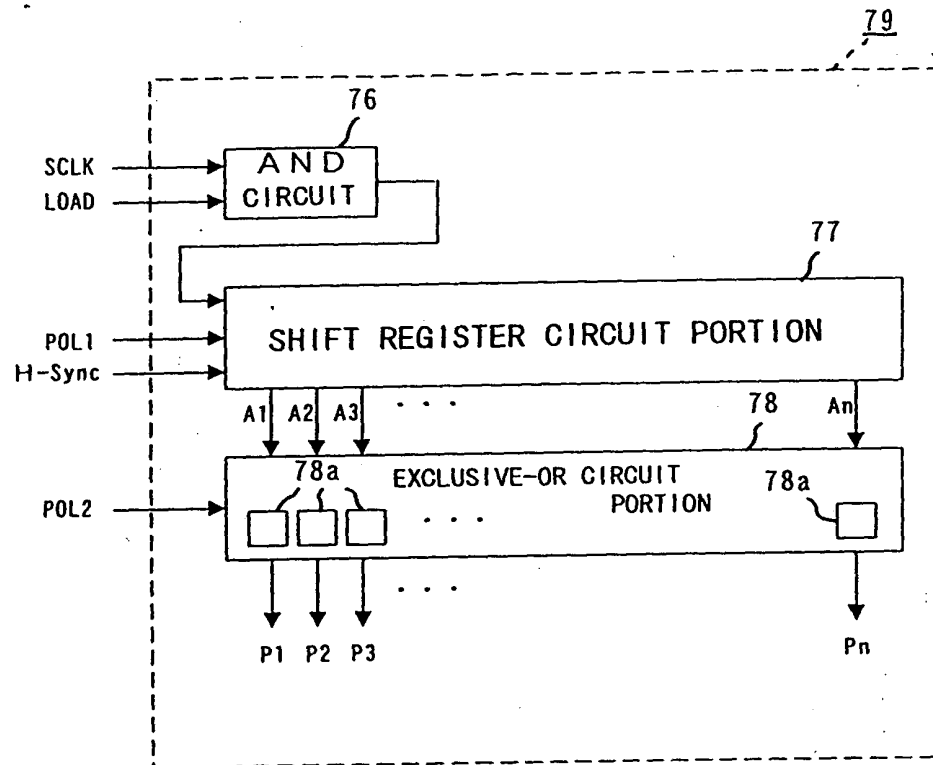 79
76
SCLK
LOAD
AND
CIRCUIT
77
POL1
H-Sync
SHIFT REGISTER CIRCUIT PORTION
A1 A2 A3 . . . An
78
POL2
78a
EXCLUSIVE-OR CIRCUIT
PORTION
78a
. . .
. . .
P1 P2 P3 Pn